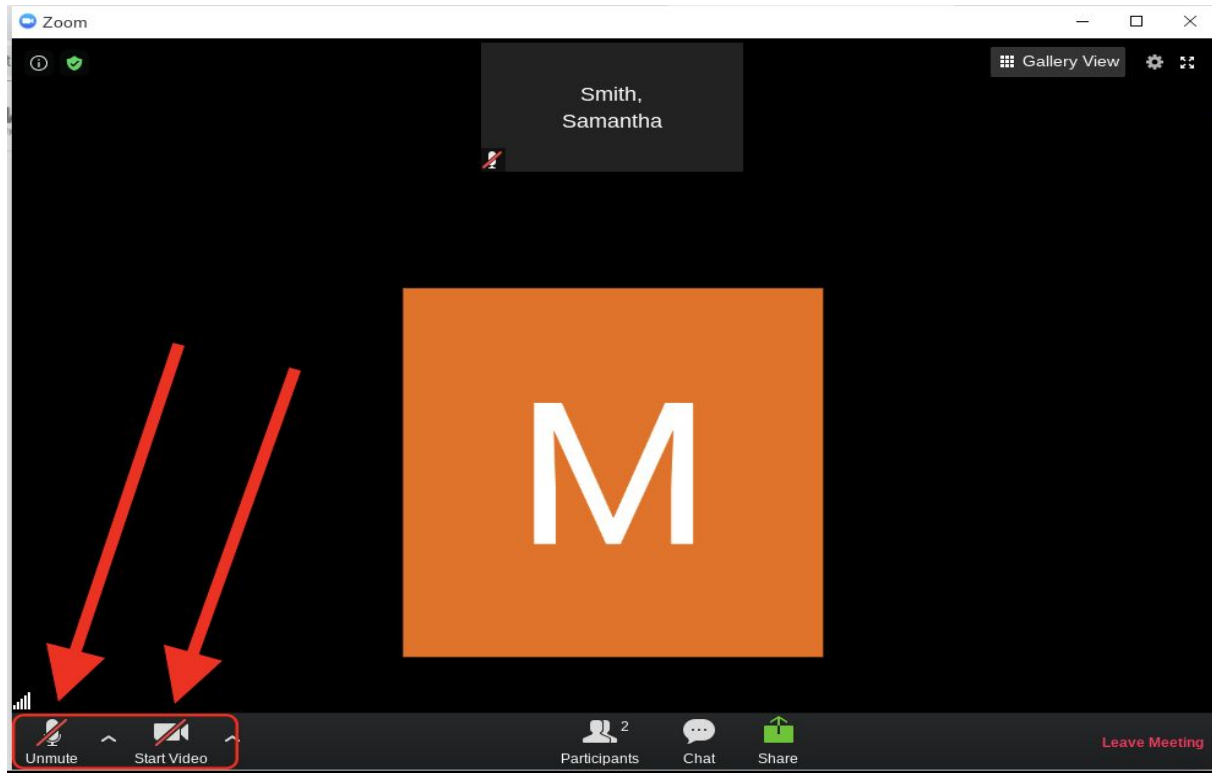 Zoom
Gallery View
Smith,
Samantha
M
2
Unmute
Start Video
Participants
Chat
Share
Leave Meeting